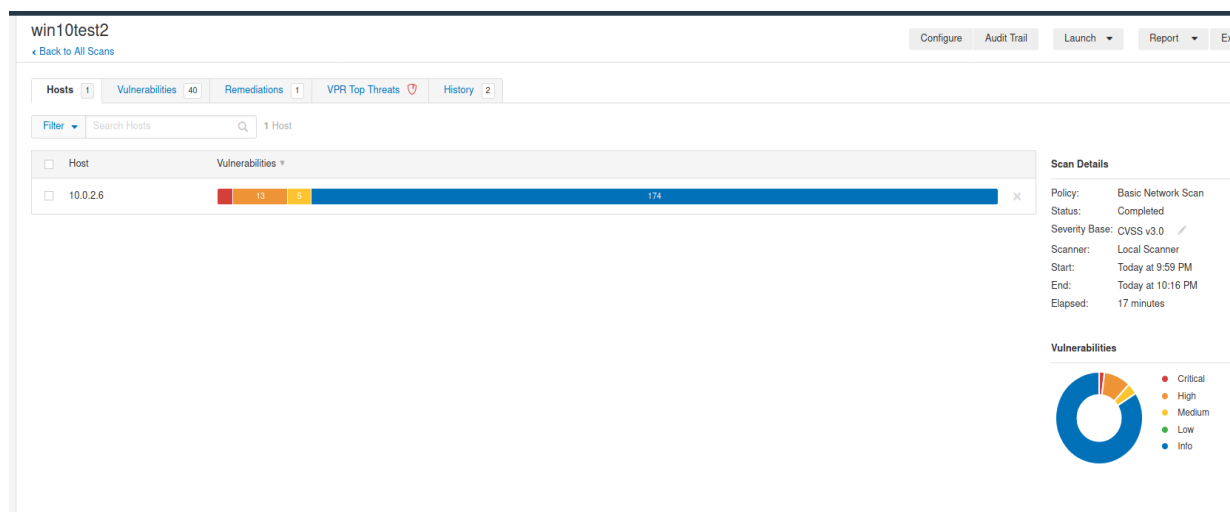 win10test2
Back to All Scans
Configure Audit Trail Launch Report
Hosts 1 Vulnerabilities 40 Remediations 1 VPR Top Threats History 2
Filter Search Hosts 1 Host
Host Vulnerabilities
10.0.2.6 13 5 174
Scan Details
Policy: Basic Network Scan
Status: Completed
Severity Base: CVSS v3.0
Scanner: Local Scanner
Start: Today at 9:59 PM
End: Today at 10:16 PM
Elapsed: 17 minutes
Vulnerabilities
Critical
High
Medium
Low
Info